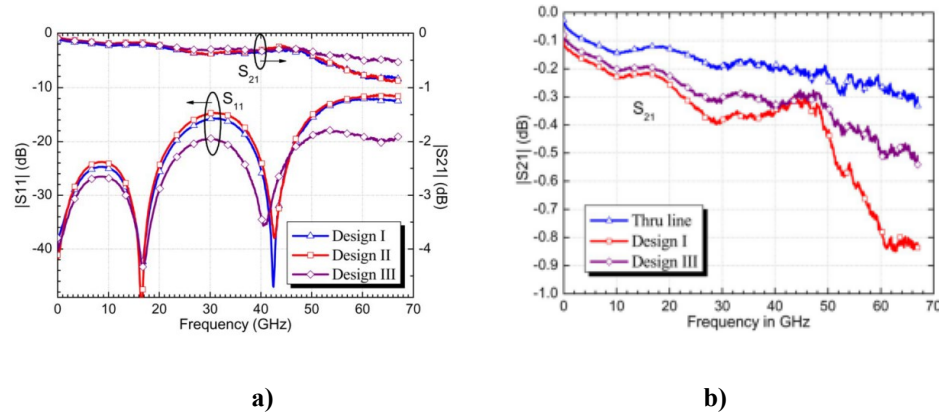 0
-10
-20
-30
-40
|S11| (dB)
S21
S11
0
-1
-2
-3
-4
|S21| (dB)
Design I
Design II
Design III
0 10 20 30 40 50 60 70
Frequency (GHz)
a)
0.0
-0.1
-0.2
-0.3
-0.4
-0.5
-0.6
-0.7
-0.8
-0.9
-1.0
|S21| (dB)
S21
Thru line
Design I
Design III
0 10 20 30 40 50 60 70
Frequency in GHz
b)